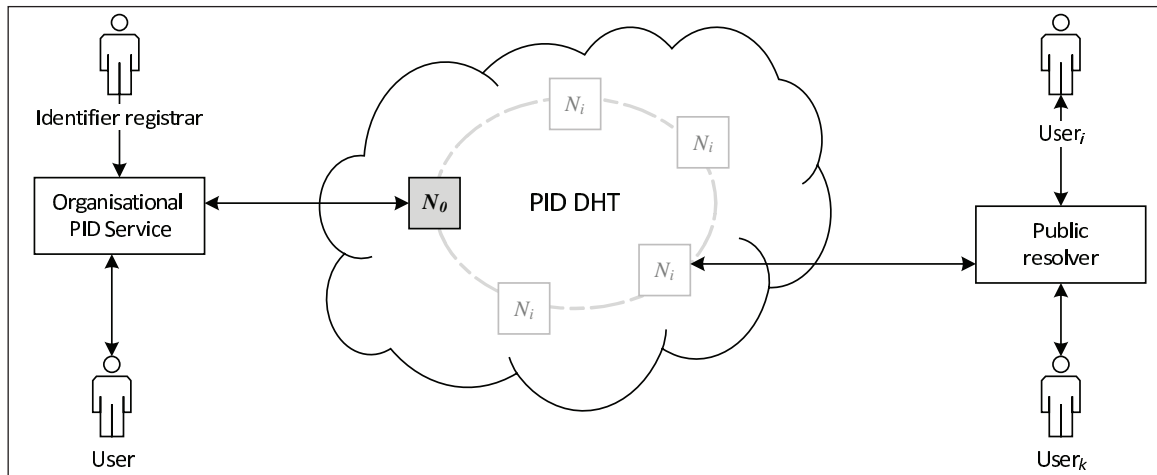 Identifier registrar
Organisational
PID Service
User
N₀
Nᵢ
Nᵢ
PID DHT
Nᵢ
Nᵢ
Userᵢ
Public
resolver
Userₖ